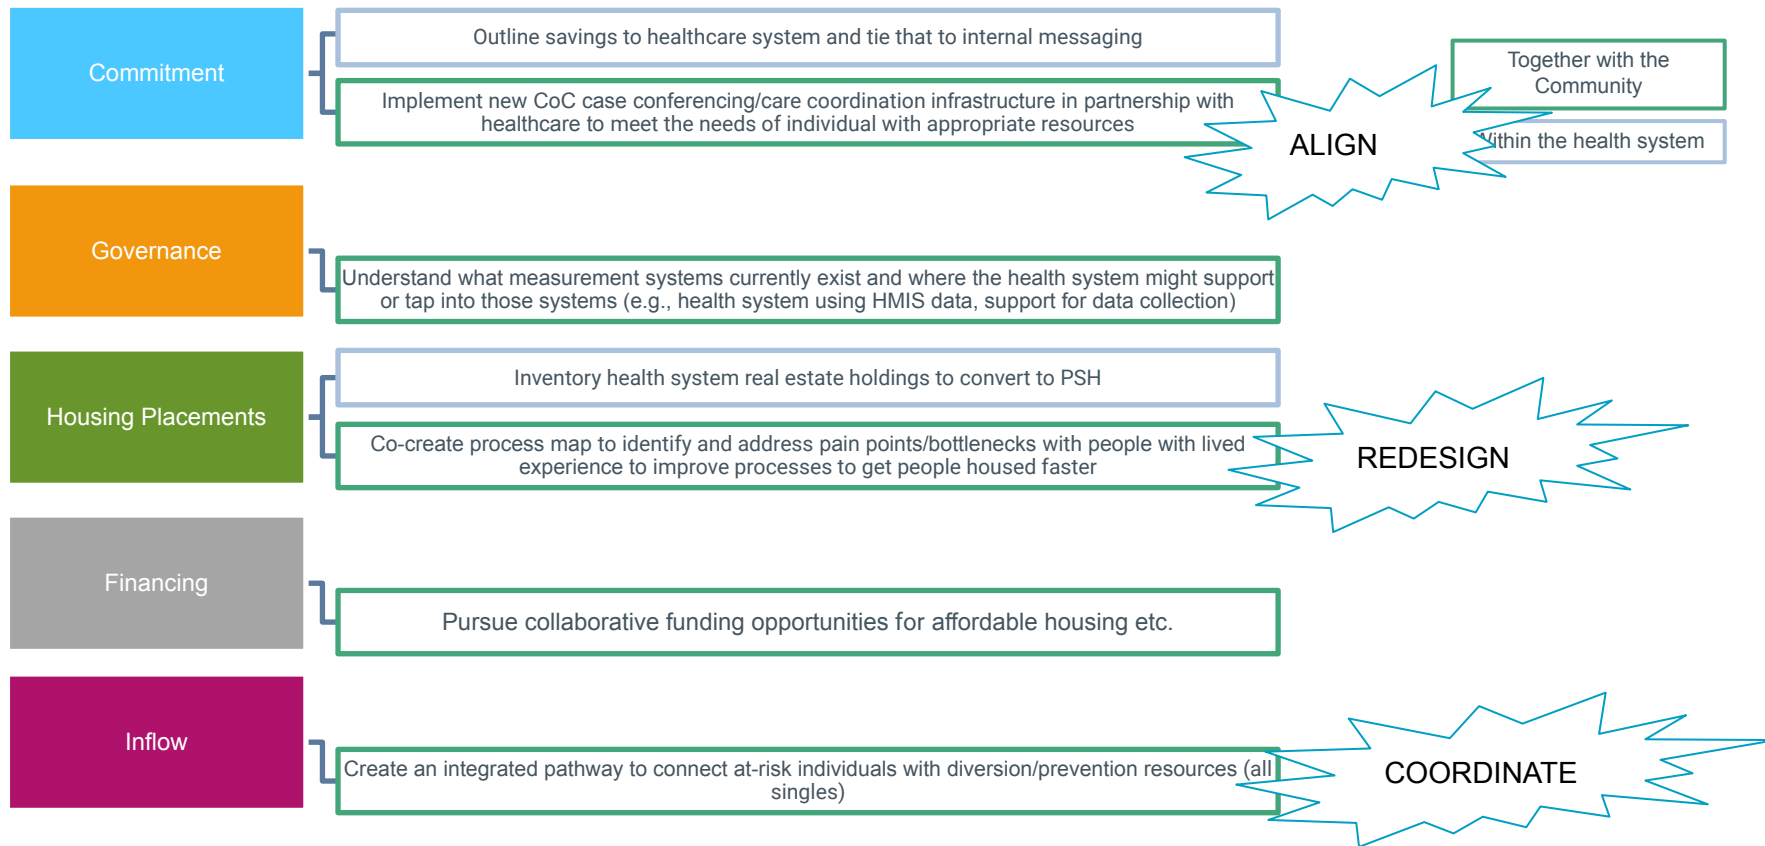 Commitment
Outline savings to healthcare system and tie that to internal messaging
Implement new CoC case conferencing/care coordination infrastructure in partnership with
healthcare to meet the needs of individual with appropriate resources
ALIGN
Together with the
Community
Within the health system
Governance
Understand what measurement systems currently exist and where the health system might support
or tap into those systems (e.g., health system using HMIS data, support for data collection)
Housing Placements
Inventory health system real estate holdings to convert to PSH
Co-create process map to identify and address pain points/bottlenecks with people with lived
experience to improve processes to get people housed faster
REDESIGN
Financing
Pursue collaborative funding opportunities for affordable housing etc.
Inflow
Create an integrated pathway to connect at-risk individuals with diversion/prevention resources (all
singles)
COORDINATE